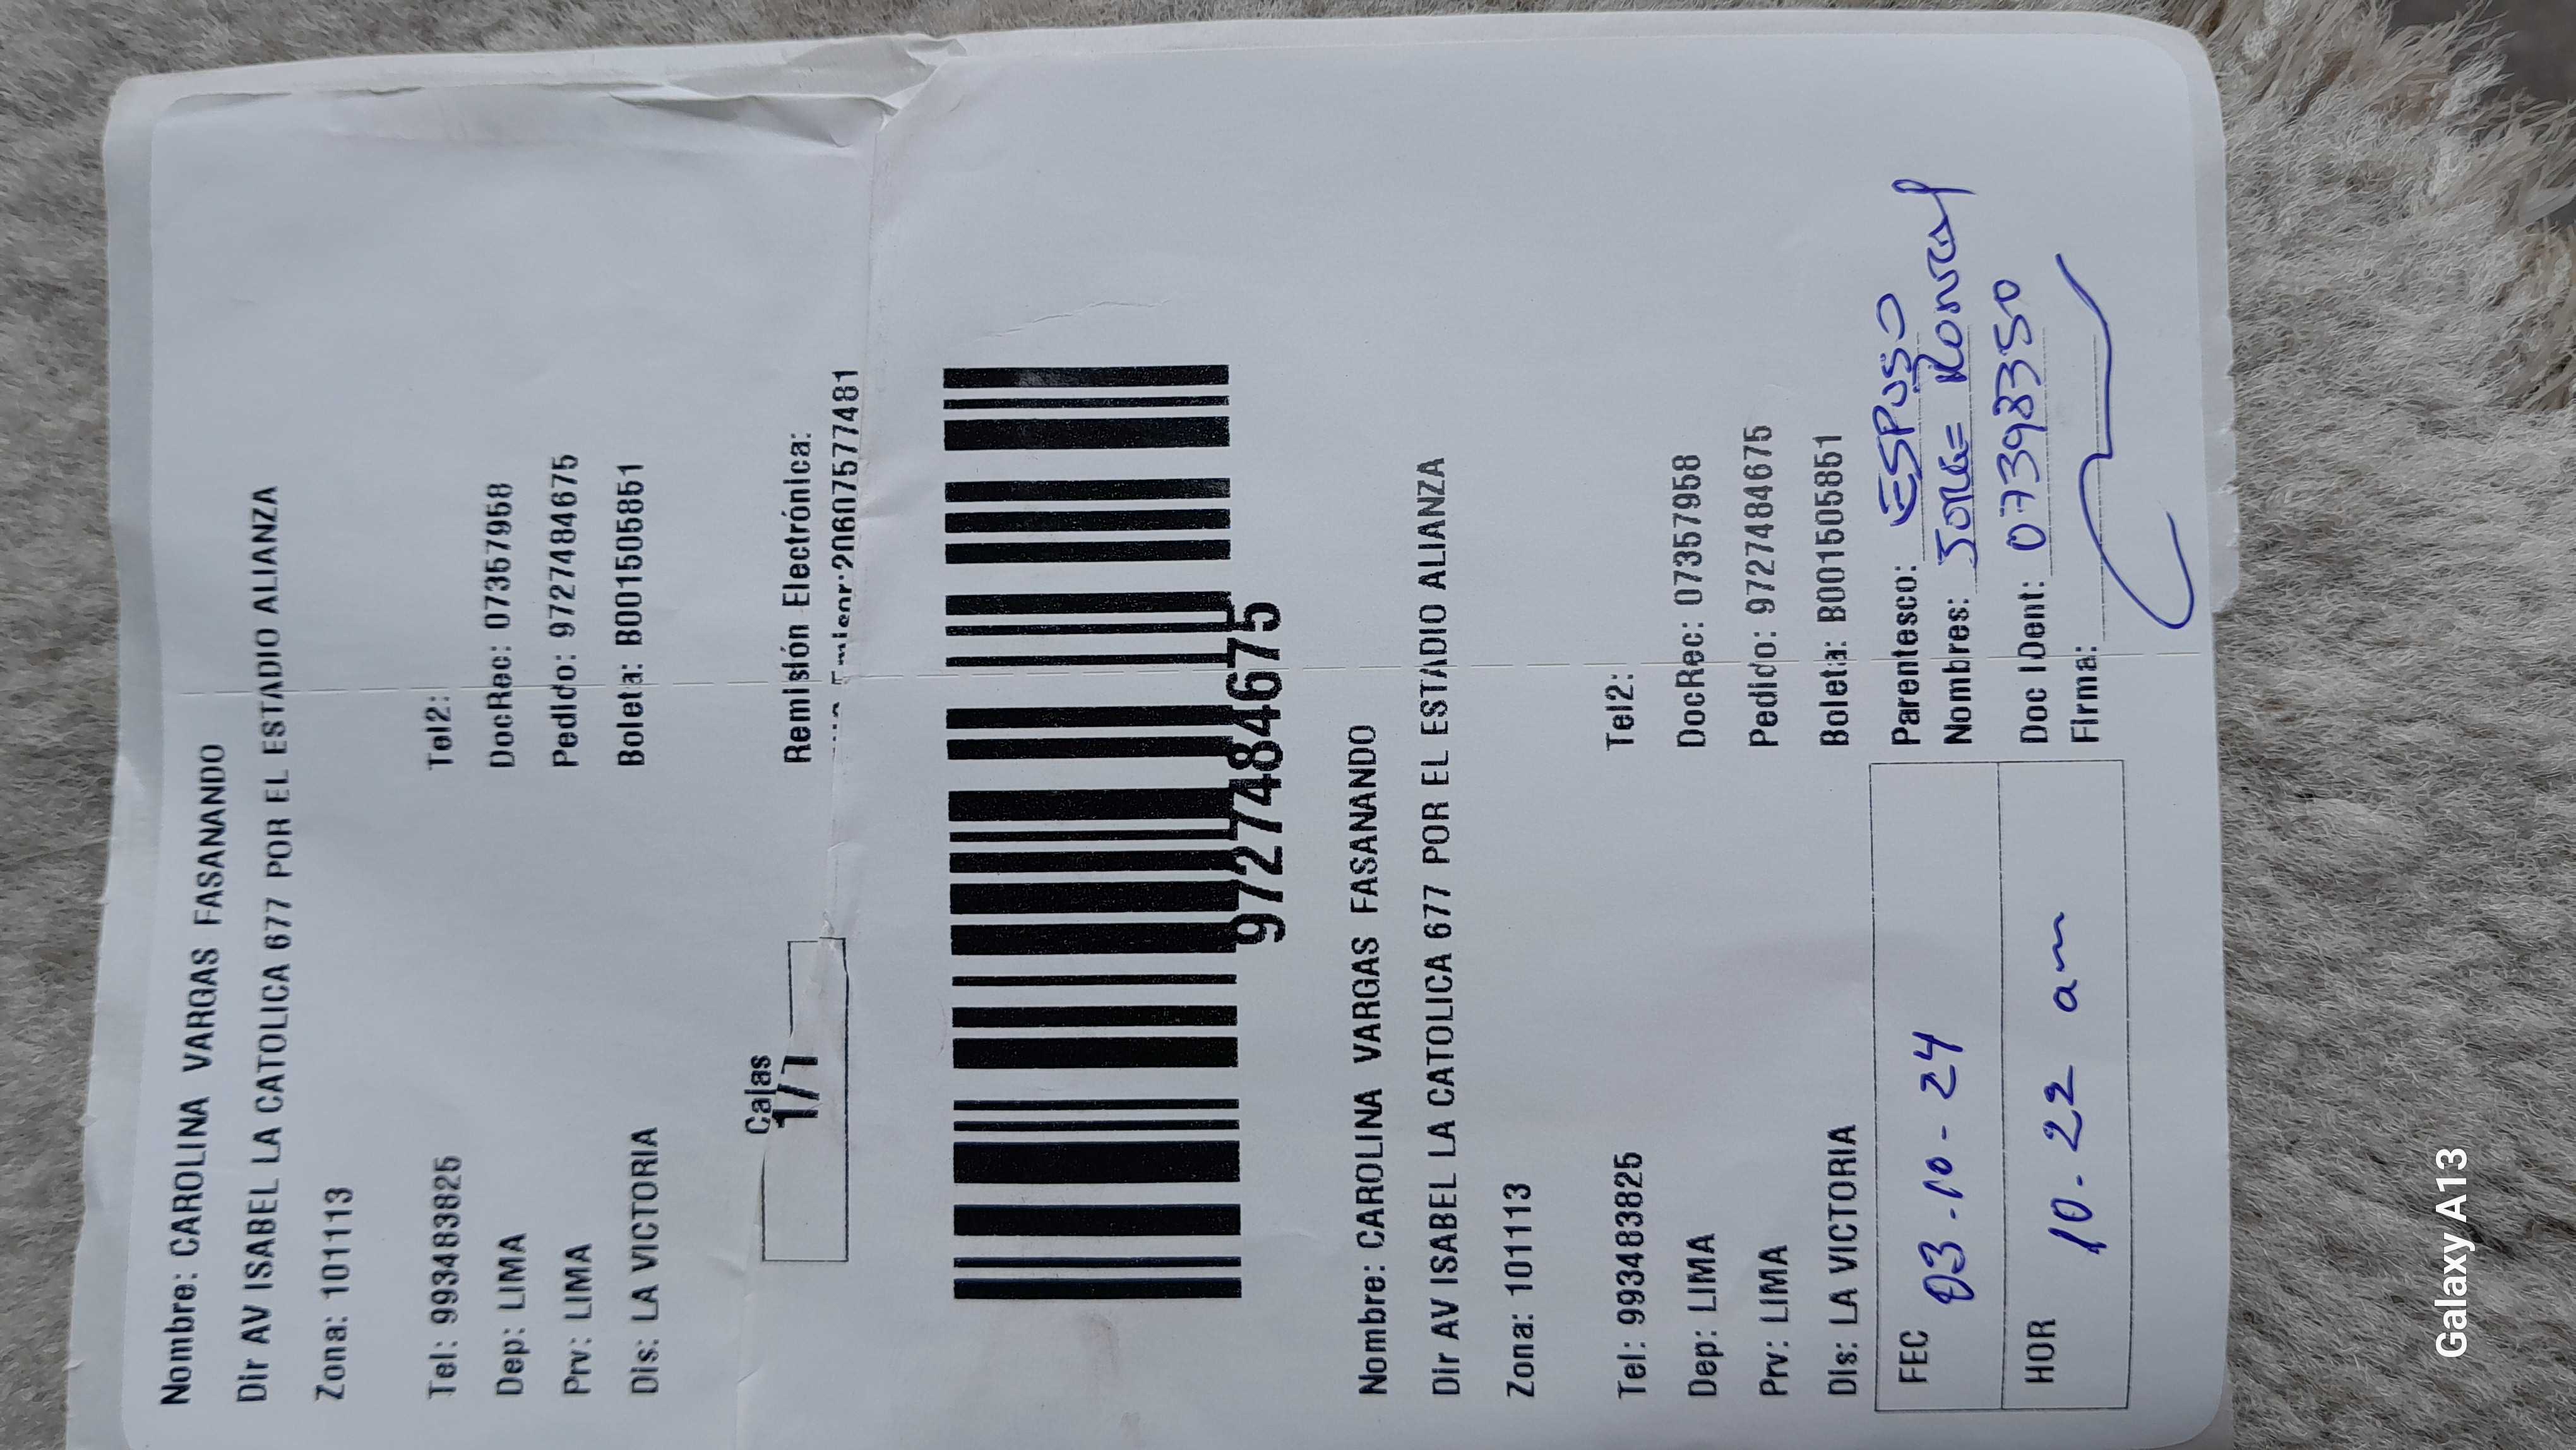 Nombre: CAROLINA VARGAS FASANANDO
Dir AV ISABEL LA CATOLICA 677 POR EL ESTADIO ALIANZA
Zona: 101113
Tel: 993483825 Tel2:
Dep: LIMA DocRec: 07357958
Prv: LIMA Pedido: 9727484675
Dis: LA VICTORIA Boleta: B001505851
Cajas
1/1
Remisión Electrónica:
20607577481
9727484675
Nombre: CAROLINA VARGAS FASANANDO
Dir AV ISABEL LA CATOLICA 677 POR EL ESTADIO ALIANZA
Zona: 101113
Tel: 993483825 Tel2:
Dep: LIMA DocRec: 07357958
Prv: LIMA Pedido: 9727484675
Dis: LA VICTORIA Boleta: B001505851
FEC 03-10-24
HOR 10-22 am
Parentesco: ESPOSO
Nombres: JORGE
Doc IDent: 07398350
Firma:
Galaxy A13